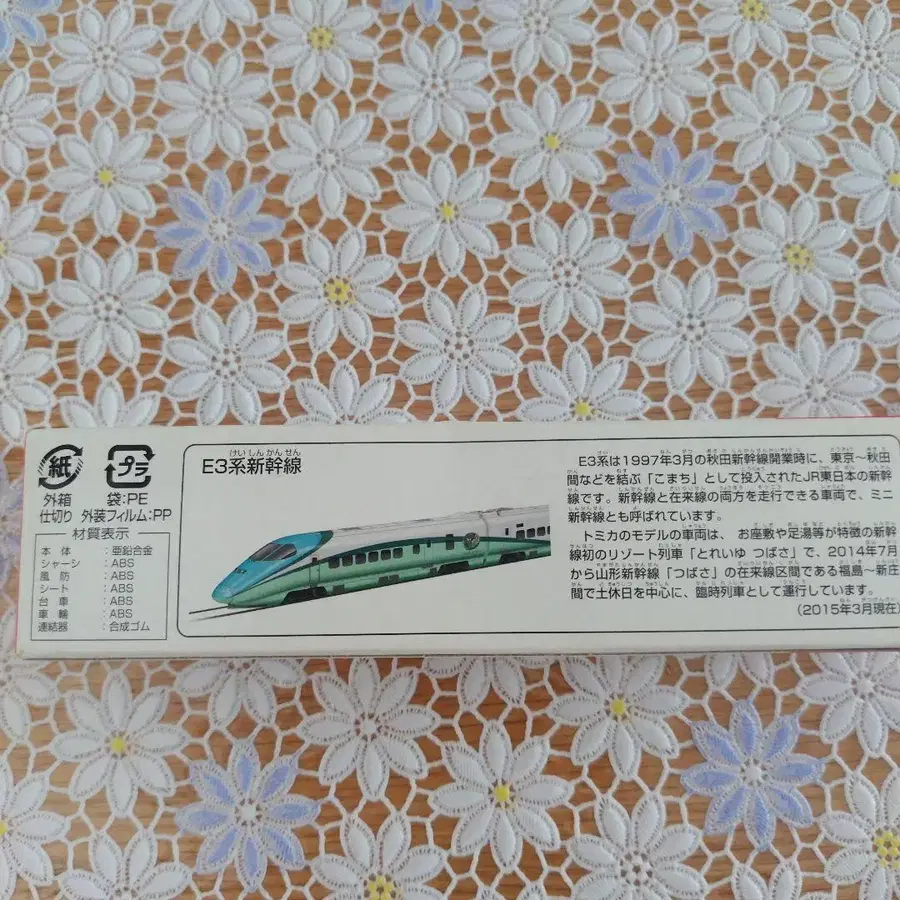 紙
プラ
外箱
仕切り
袋:PE
外装フィルム:PP
材質表示
本体:亜鉛合金
シャーシ:ABS
風防:ABS
シート:ABS
台車:ABS
車輪:ABS
連結器:合成ゴム
けい しん かん せん
E3系新幹線
E3系は1997年3月の秋田新幹線開業時に、東京～秋田
間などを結ぶ「こまち」として投入されたJR東日本の新幹
線です。新幹線と在来線の両方を走行できる車両で、ミニ
新幹線とも呼ばれています。
トミカのモデルの車両は、お座敷や足湯等が特徴の新幹
線初のリゾート列車「とれいゆ つばさ」で、2014年7月
から山形新幹線「つばさ」の在来線区間である福島～新庄
間で土休日を中心に、臨時列車として運行しています。
(2015年3月現在)